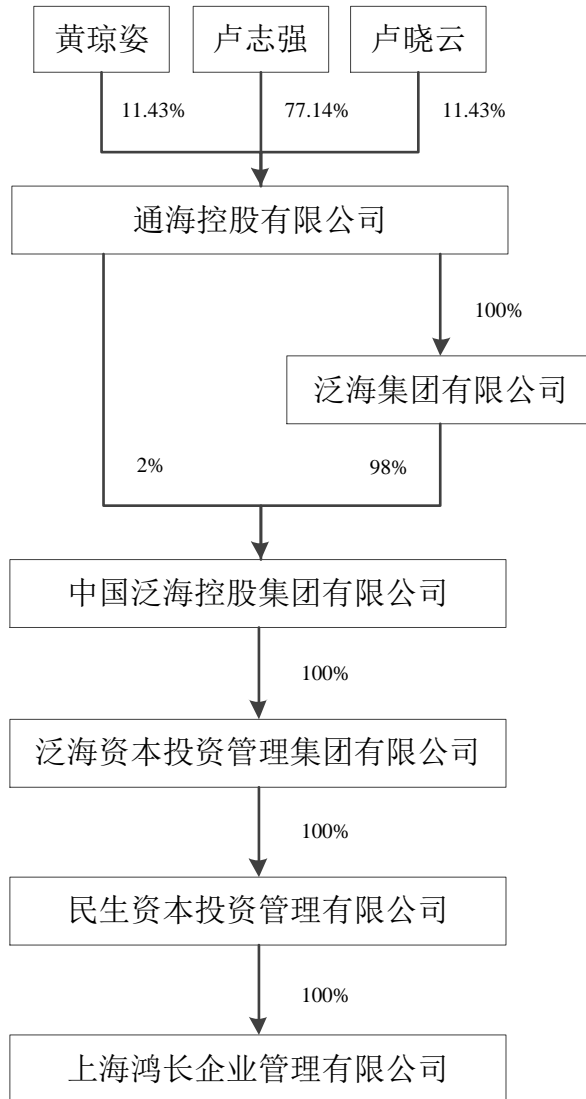 黄琼姿
卢志强
卢晓云
11.43%
77.14%
11.43%
通海控股有限公司
100%
泛海集团有限公司
2%
98%
中国泛海控股集团有限公司
100%
泛海资本投资管理集团有限公司
100%
民生资本投资管理有限公司
100%
上海鸿长企业管理有限公司